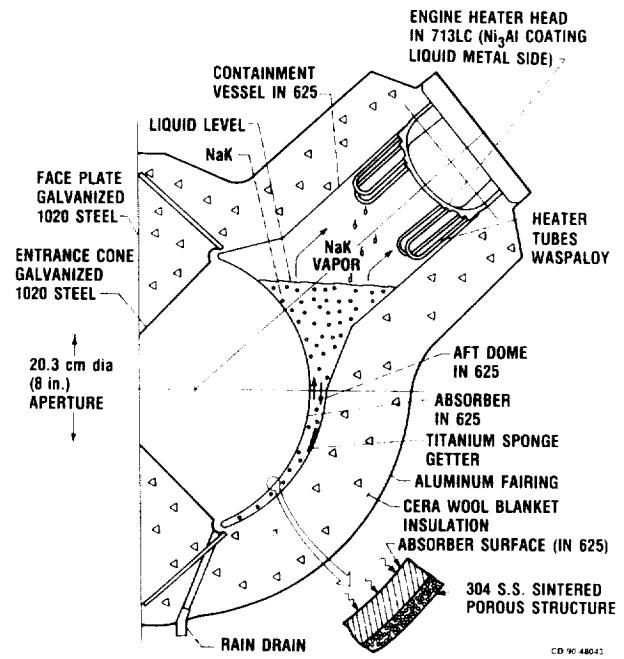 ENGINE HEATER HEAD
IN 713LC (Ni3Al COATING
LIQUID METAL SIDE)
CONTAINMENT
VESSEL IN 625
LIQUID LEVEL
NaK
FACE PLATE
GALVANIZED
1020 STEEL
ENTRANCE CONE
GALVANIZED
1020 STEEL
NaK
VAPOR
HEATER
TUBES
WASPALOY
20.3 cm dia
(8 in.)
APERTURE
AFT DOME
IN 625
ABSORBER
IN 625
TITANIUM SPONGE
GETTER
ALUMINUM FAIRING
CERA WOOL BLANKET
INSULATION
ABSORBER SURFACE (IN 625)
304 S.S. SINTERED
POROUS STRUCTURE
RAIN DRAIN
CD 90-48043